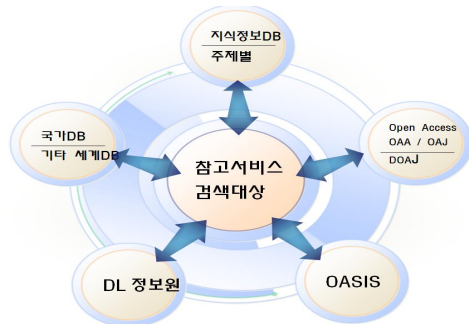 지식정보DB
주제별
국가DB
기타 세계DB
Open Access
OAA / OAJ
DOAJ
참고서비스
검색대상
DL 정보원
OASIS